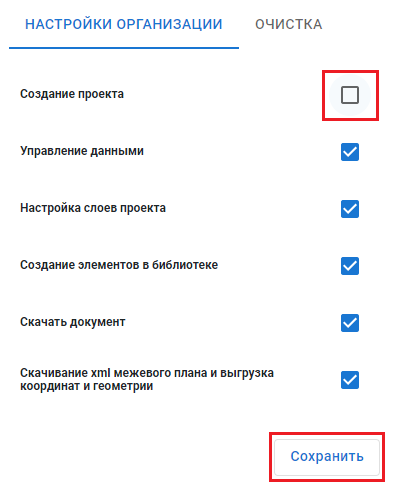 НАСТРОЙКИ ОРГАНИЗАЦИИ ОЧИСТКА
Создание проекта
Управление данными
Настройка слоев проекта
Создание элементов в библиотеке
Скачать документ
Скачивание xml межевого плана и выгрузка
координат и геометрии
Сохранить